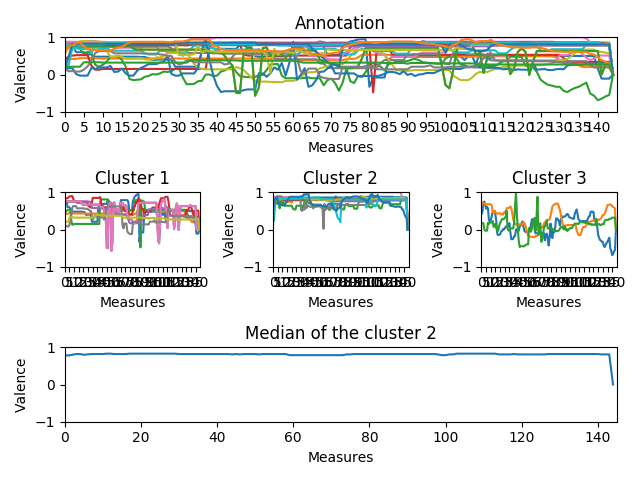 Annotation
Valence
1
0
−1
0 5 10 15 20 25 30 35 40 45 50 55 60 65 70 75 80 85 90 95 100 105 110 115 120 125 130 135 140
Measures
Cluster 1 Cluster 2 Cluster 3
Valence Valence Valence
1 1 1
0 0 0
−1 −1 −1
Measures Measures Measures
Median of the cluster 2
Valence
1
0
−1
0 20 40 60 80 100 120 140
Measures